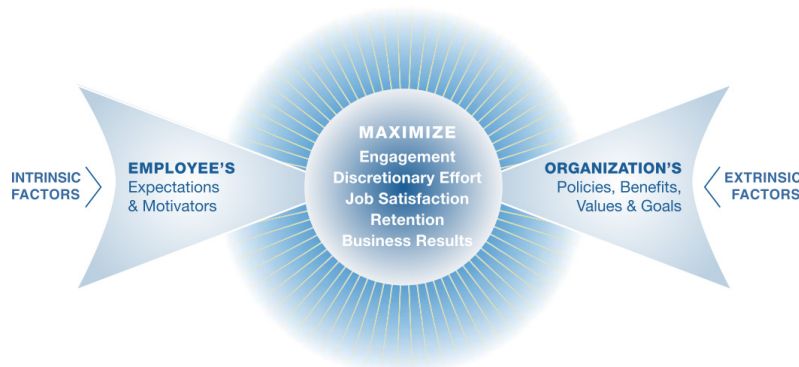 INTRINSIC
FACTORS
EMPLOYEE'S
Expectations
& Motivators
MAXIMIZE
Engagement
Discretionary Effort
Job Satisfaction
Retention
Business Results
ORGANIZATION'S
Policies, Benefits,
Values & Goals
EXTRINSIC
FACTORS